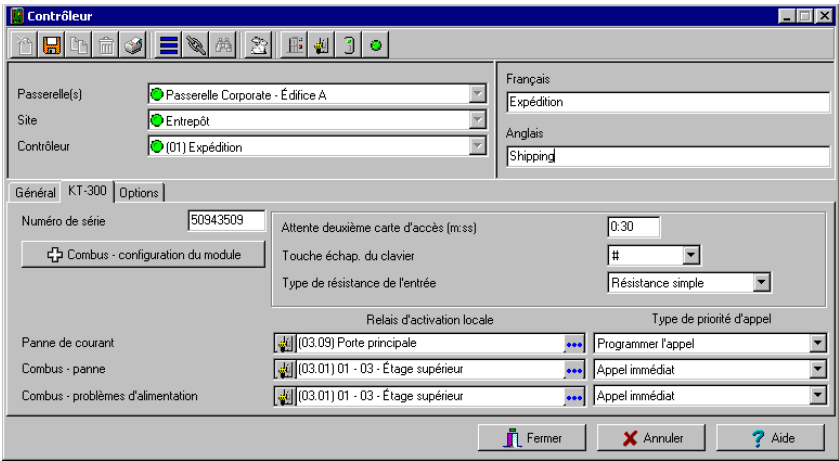 Contrôleur
Passerelle(s)
Passerelle Corporate - Édifice A
Site
Entrepôt
Contrôleur
(01) Expédition
Français
Expédition
Anglais
Shipping
Général
KT-300
Options
Numéro de série
50943509
Combus - configuration du module
Attente deuxième carte d'accès (m:ss)
0:30
Touche échap. du clavier
#
Type de résistance de l'entrée
Résistance simple
Relais d'activation locale
Type de priorité d'appel
Panne de courant
(03.09) Porte principale
Programmer l'appel
Combus - panne
(03.01) 01 - 03 - Étage supérieur
Appel immédiat
Combus - problèmes d'alimentation
(03.01) 01 - 03 - Étage supérieur
Appel immédiat
Fermer
Annuler
Aide